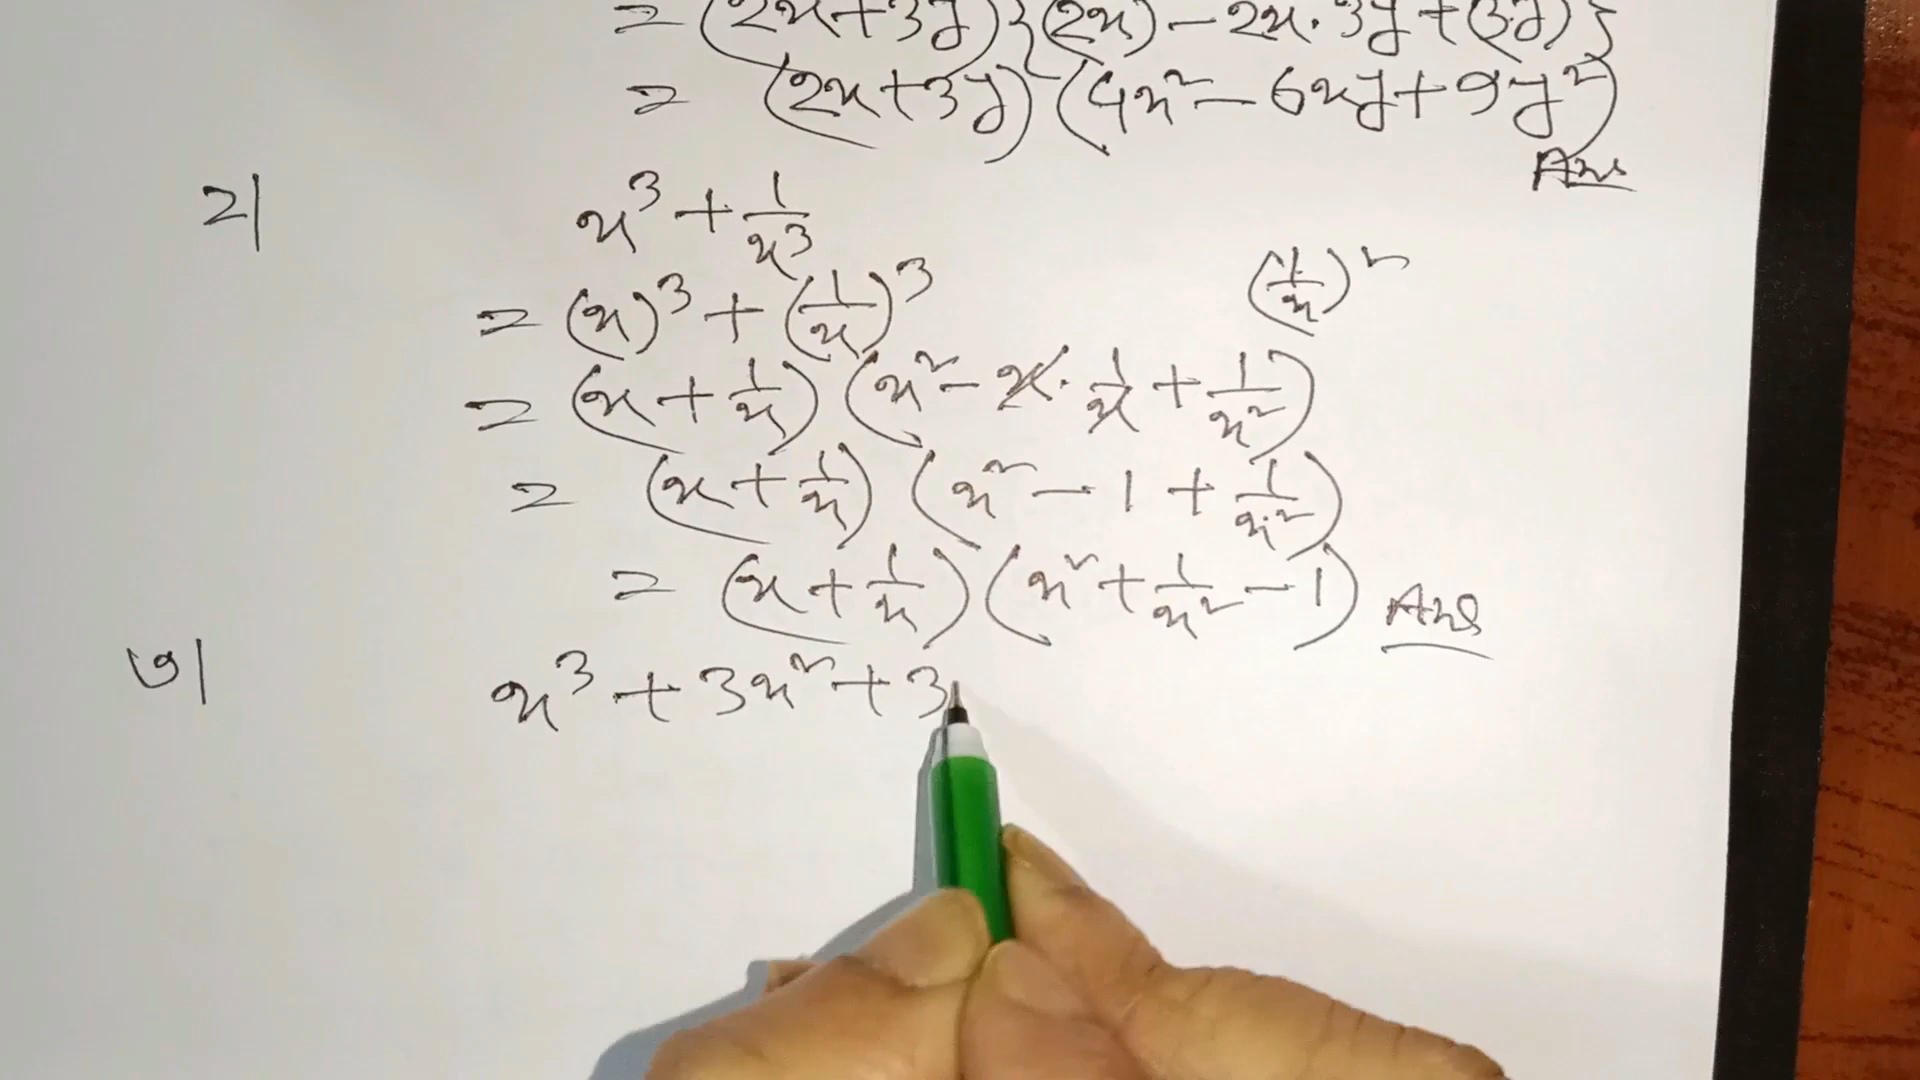 = (2x+3y){(2x) - 2x·3y + (3y)}
= (2x+3y)(4x² - 6xy + 9y²)
Ans
২। x³ + 1/x³
= (x)³ + (1/x)³
(1/x)²
= (x + 1/x)(x² - x · 1/x + 1/x²)
= (x + 1/x)(x² - 1 + 1/x²)
= (x + 1/x)(x² + 1/x² - 1) Ans
৩। x³ + 3x² + 3